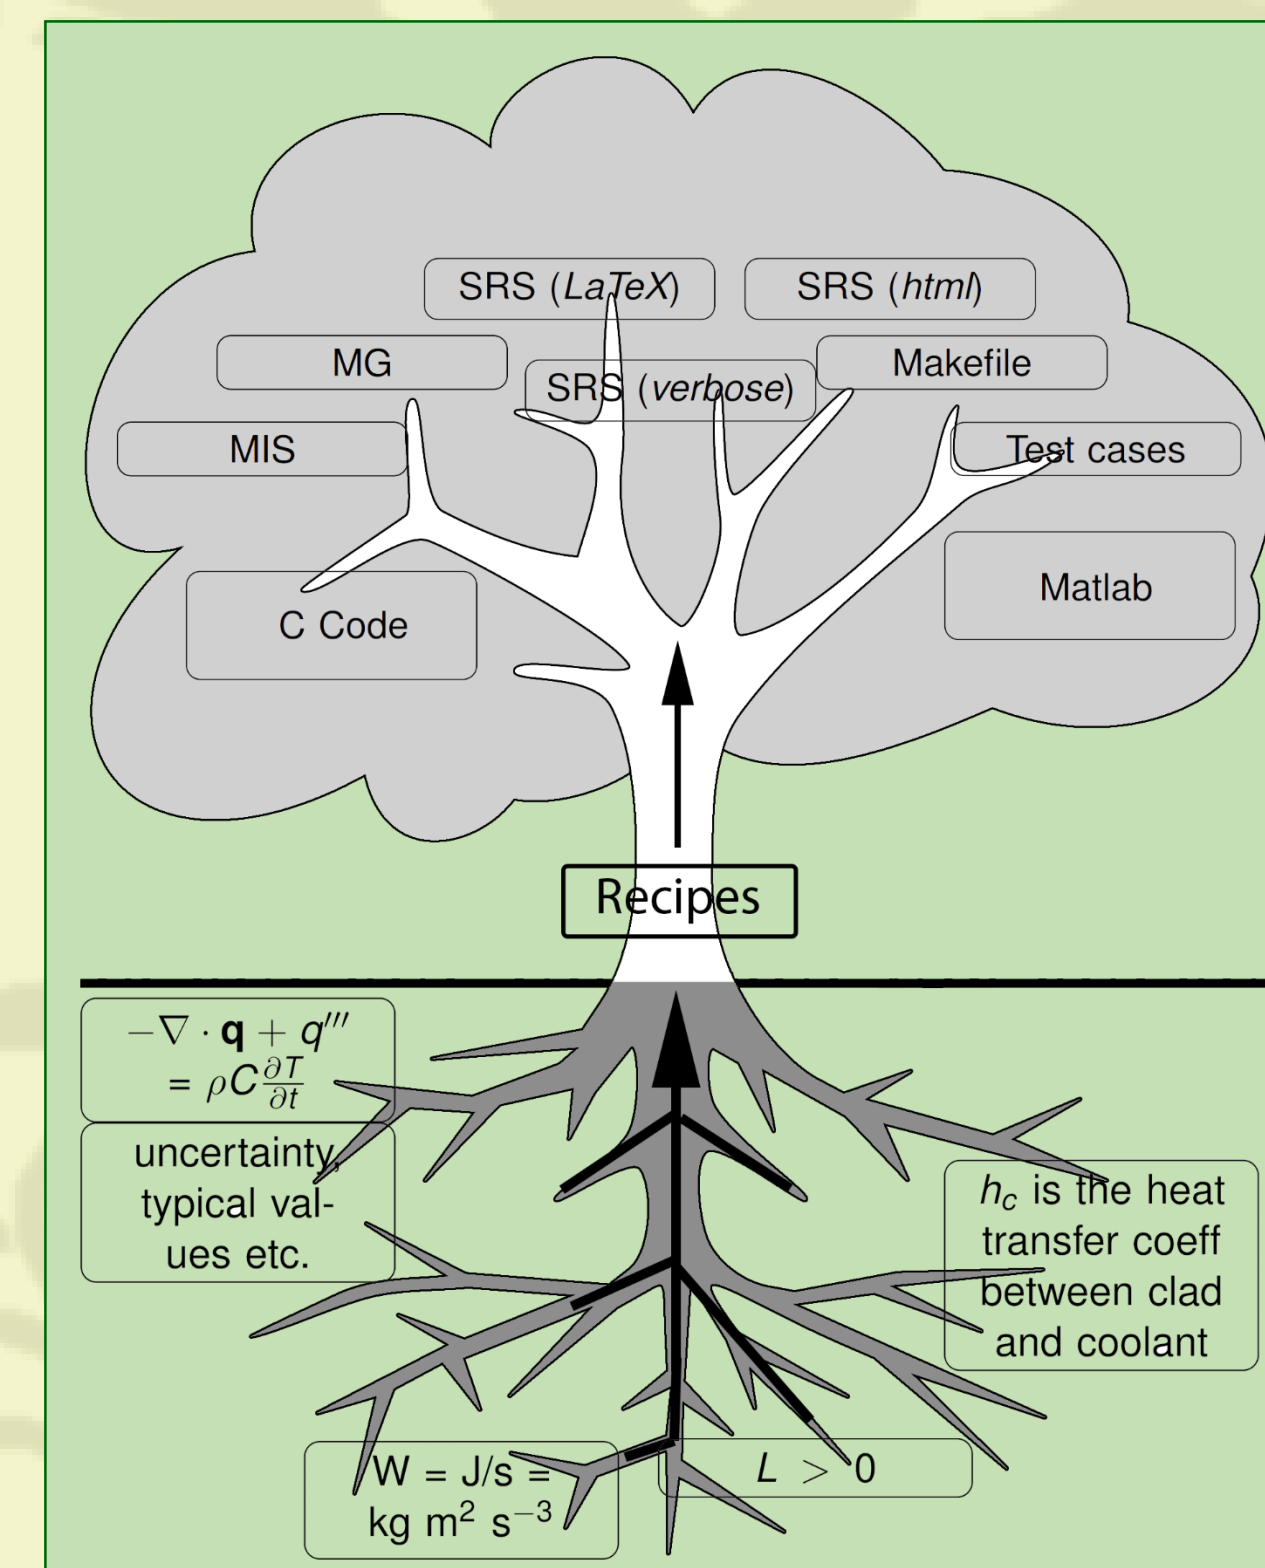 SRS (LaTeX)
SRS (html)
MG
SRS (verbose)
Makefile
MIS
Test cases
C Code
Matlab
Recipes
−∇ · q + q′′′
= ρC ∂T/∂t
uncertainty,
typical val-
ues etc.
h_c is the heat
transfer coeff
between clad
and coolant
W = J/s =
kg m² s⁻³
L > 0